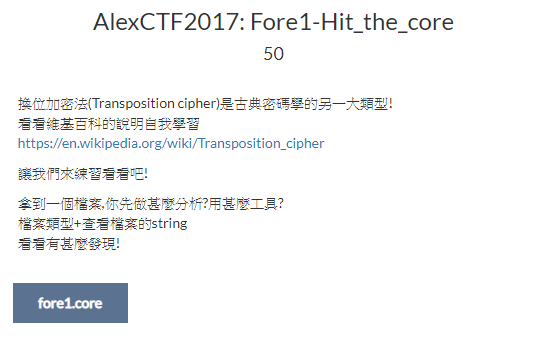 AlexCTF2017: Fore1-Hit_the_core
50
換位加密法(Transposition cipher)是古典密碼學的另一大類型!
看看維基百科的說明自我學習
https://en.wikipedia.org/wiki/Transposition_cipher
讓我們來練習看看吧!
拿到一個檔案,你先做甚麼分析?用甚麼工具?
檔案類型+查看檔案的string
看看有甚麼發現!
fore1.core